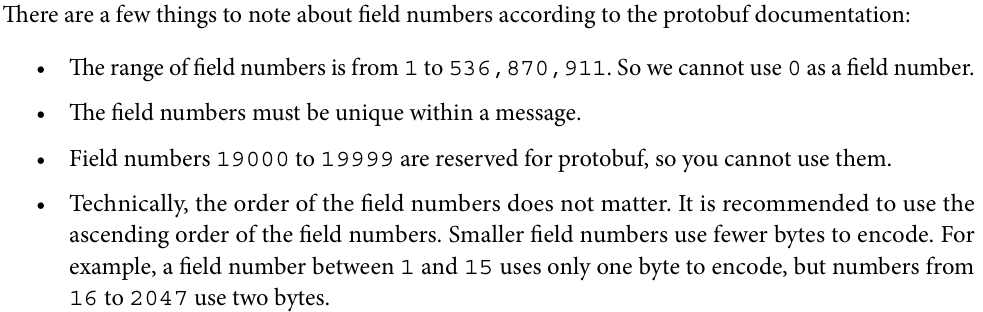 There are a few things to note about field numbers according to the protobuf documentation:
• The range of field numbers is from 1 to 536,870,911. So we cannot use 0 as a field number.
• The field numbers must be unique within a message.
• Field numbers 19000 to 19999 are reserved for protobuf, so you cannot use them.
• Technically, the order of the field numbers does not matter. It is recommended to use the
ascending order of the field numbers. Smaller field numbers use fewer bytes to encode. For
example, a field number between 1 and 15 uses only one byte to encode, but numbers from
16 to 2047 use two bytes.